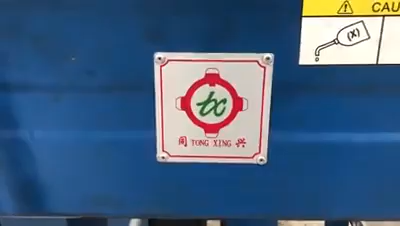 CAU
(X)
tx
同 TONG XING 兴